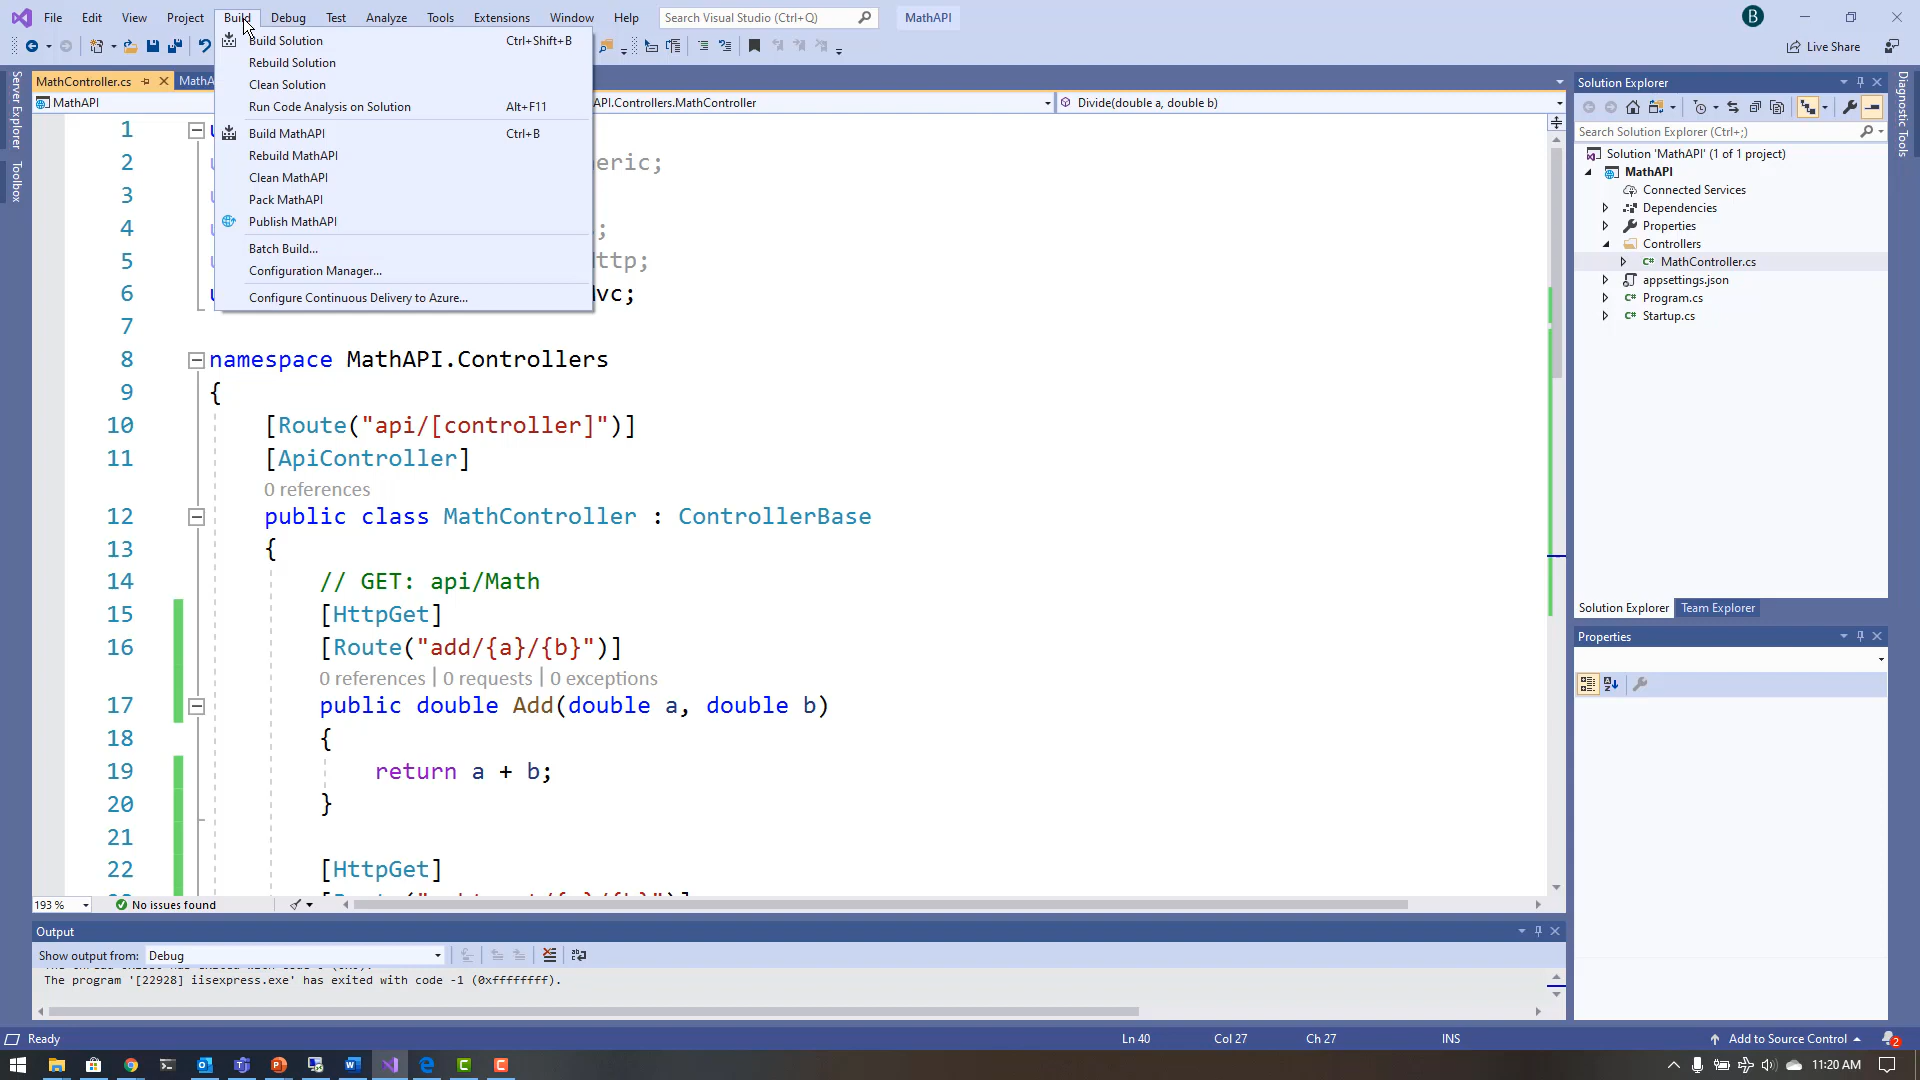 File Edit View Project Build Debug Test Analyze Tools Extensions Window Help Search Visual Studio (Ctrl+Q) MathAPI B
Live Share
Server Explorer
Toolbox
Diagnostic Tools
Build Solution Ctrl+Shift+B
Rebuild Solution
Clean Solution
Run Code Analysis on Solution Alt+F11
Build MathAPI Ctrl+B
Rebuild MathAPI
Clean MathAPI
Pack MathAPI
Publish MathAPI
Batch Build...
Configuration Manager...
Configure Continuous Delivery to Azure...
MathController.cs MathA
MathAPI API.Controllers.MathController Divide(double a, double b)
1
2 eric;
3
4 ;
5 ttp;
6 vc;
7
8 namespace MathAPI.Controllers
9 {
10 [Route("api/[controller]")]
11 [ApiController]
0 references
12 public class MathController : ControllerBase
13 {
14 // GET: api/Math
15 [HttpGet]
16 [Route("add/{a}/{b}")]
0 references | 0 requests | 0 exceptions
17 public double Add(double a, double b)
18 {
19 return a + b;
20 }
21
22 [HttpGet]
193 % No issues found
Output
Show output from: Debug
The program '[22928] iisexpress.exe' has exited with code -1 (0xffffffff).
Solution Explorer
Search Solution Explorer (Ctrl+;)
Solution 'MathAPI' (1 of 1 project)
MathAPI
Connected Services
Dependencies
Properties
Controllers
C# MathController.cs
appsettings.json
C# Program.cs
C# Startup.cs
Solution Explorer Team Explorer
Properties
Ready Ln 40 Col 27 Ch 27 INS Add to Source Control 2
11:20 AM